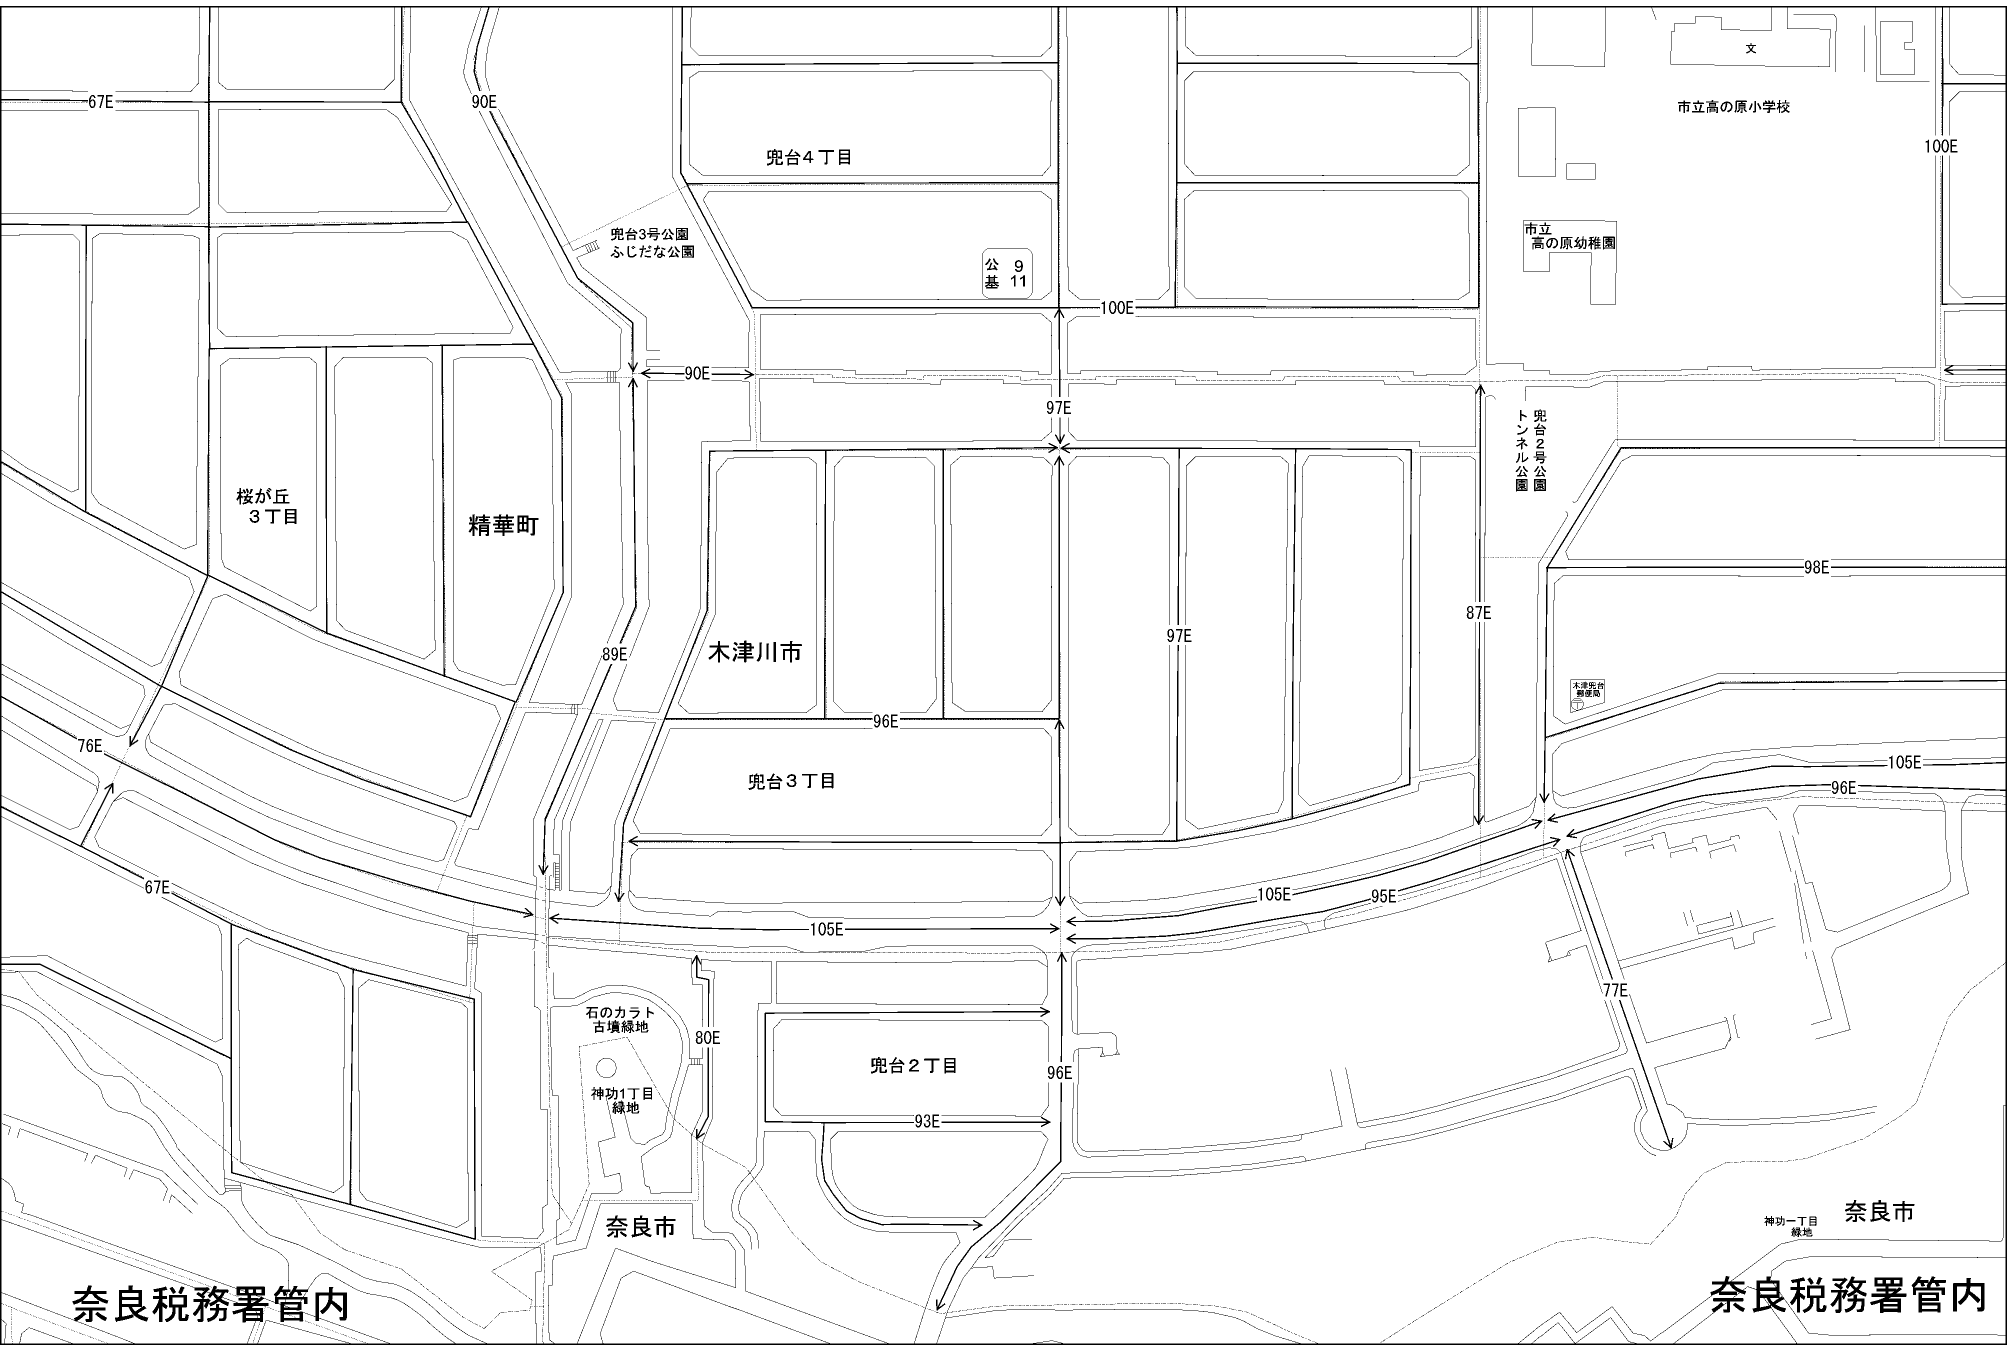 文
67E
90E
市立高の原小学校
100E
兜台４丁目
兜台3号公園
ふじだな公園
市立
高の原幼稚園
公 9
基 11
100E
90E
97E
兜台２号公園
トンネル公園
桜が丘
３丁目
精華町
98E
87E
97E
89E
木津川市
木津兜台
郵便局
96E
76E
兜台３丁目
105E
96E
67E
105E
95E
105E
77E
石のカラト
古墳緑地
80E
兜台２丁目
96E
神功1丁目
緑地
93E
奈良市
神功一丁目
緑地
奈良市
奈良税務署管内
奈良税務署管内